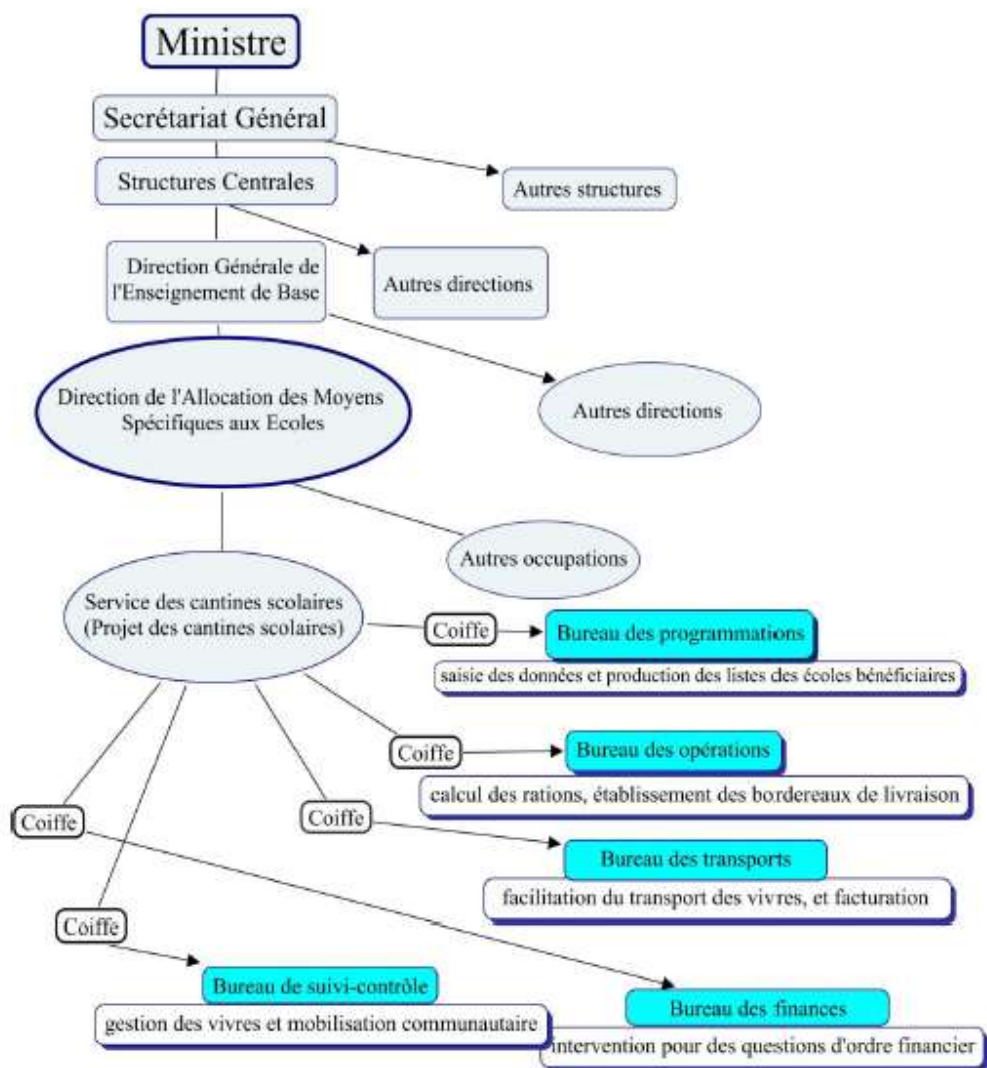 Ministre
Secrétariat Général
Structures Centrales
Autres structures
Direction Générale de
l'Enseignement de Base
Autres directions
Direction de l'Allocation des Moyens
Spécifiques aux Ecoles
Autres directions
Autres occupations
Service des cantines scolaires
(Projet des cantines scolaires)
Coiffe
Bureau des programmations
saisie des données et production des listes des écoles bénéficiaires
Coiffe
Bureau des opérations
calcul des rations, établissement des bordereaux de livraison
Coiffe
Coiffe
Bureau des transports
facilitation du transport des vivres, et facturation
Coiffe
Bureau de suivi-contrôle
gestion des vivres et mobilisation communautaire
Bureau des finances
intervention pour des questions d'ordre financier